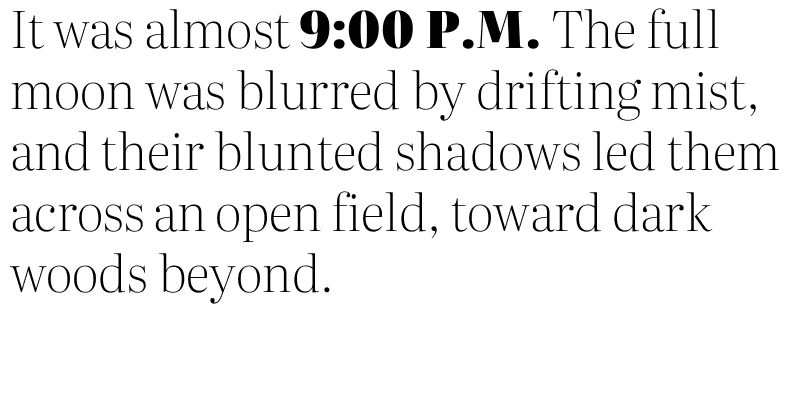 It was almost 9:00 P.M. The full
moon was blurred by drifting mist,
and their blunted shadows led them
across an open field, toward dark
woods beyond.